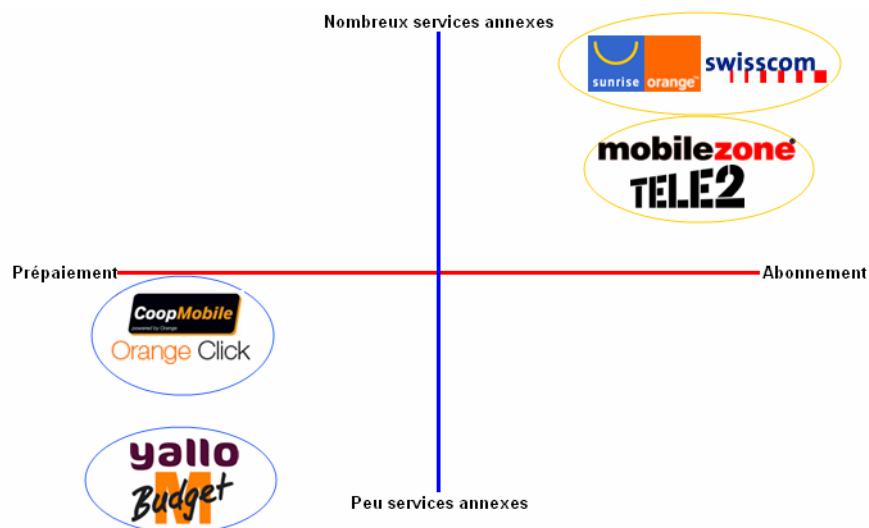 Nombreux services annexes
sunrise orange™ swisscom
mobilezone®
TELE2
Prépaiement Abonnement
CoopMobile
powered by Orange
Orange Click
yallo
M Budget
Peu services annexes